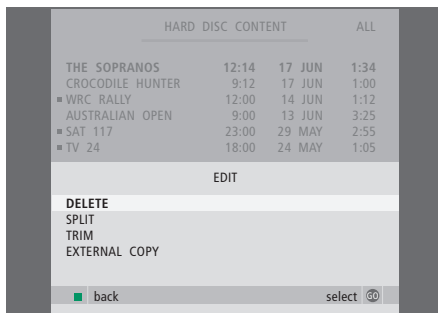 HARD DISC CONTENT ALL
THE SOPRANOS 12:14 17 JUN 1:34
CROCODILE HUNTER 9:12 17 JUN 1:00
WRC RALLY 12:00 14 JUN 1:12
AUSTRALIAN OPEN 9:00 13 JUN 3:25
SAT 117 23:00 29 MAY 2:55
TV 24 18:00 24 MAY 1:05
EDIT
DELETE
SPLIT
TRIM
EXTERNAL COPY
back select GO